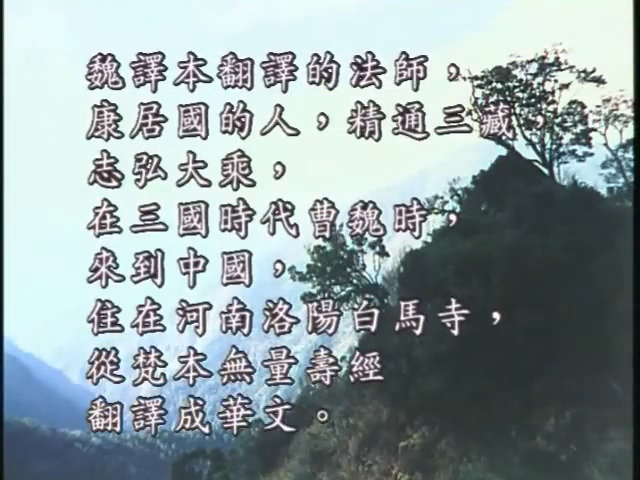 魏譯本翻譯的法師，
康居國的人，精通三藏，
志弘大乘，
在三國時代曹魏時，
來到中國，
住在河南洛陽白馬寺，
從梵本無量壽經
翻譯成華文。